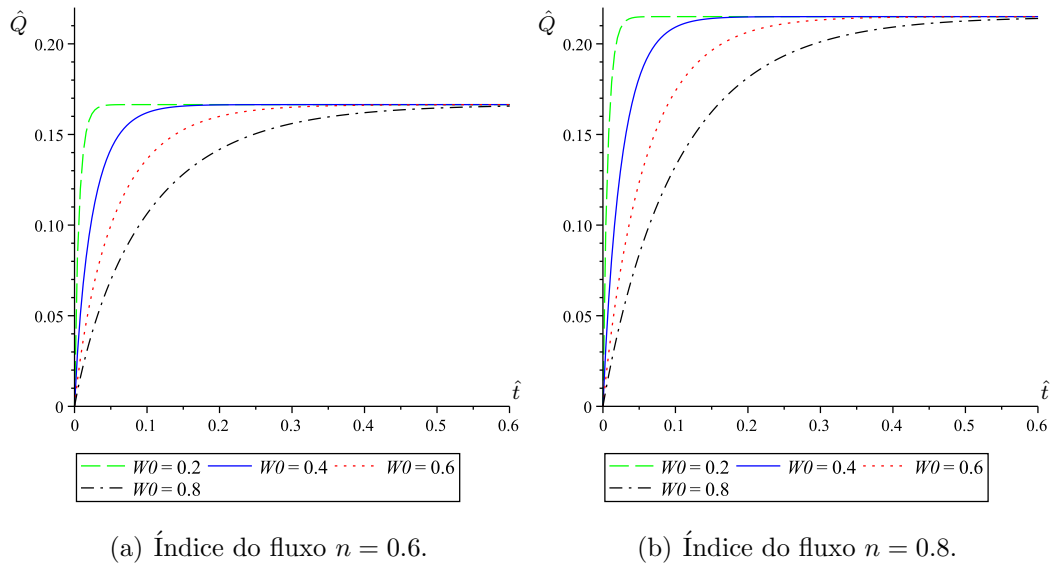 Q̂
0.20
0.15
0.10
0.05
0
0 0.1 0.2 0.3 0.4 0.5 0.6
t̂
W0 = 0.2 W0 = 0.4 W0 = 0.6
W0 = 0.8
(a) Índice do fluxo n = 0.6.
Q̂
0.20
0.15
0.10
0.05
0
0 0.1 0.2 0.3 0.4 0.5 0.6
t̂
W0 = 0.2 W0 = 0.4 W0 = 0.6
W0 = 0.8
(b) Índice do fluxo n = 0.8.